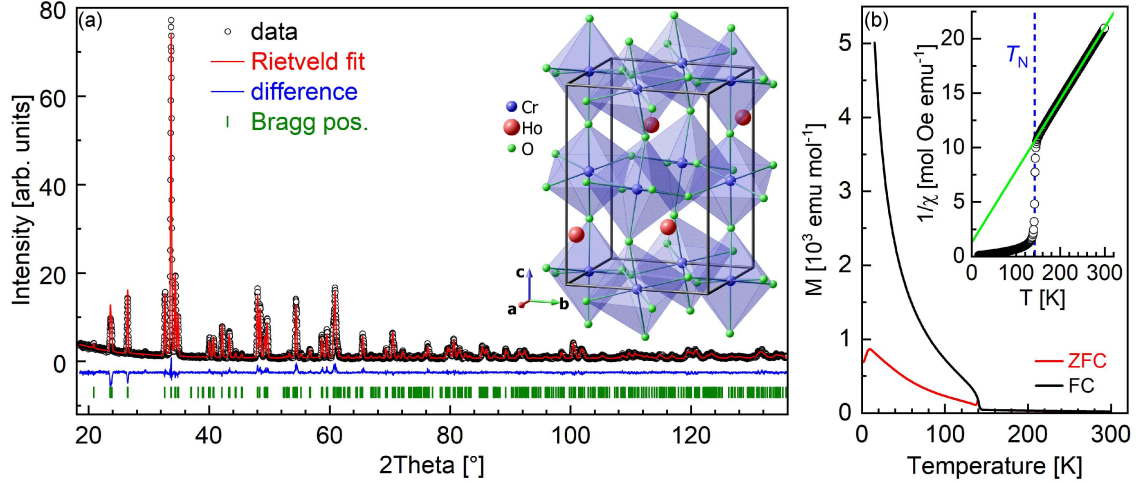 (a)
data
Rietveld fit
difference
Bragg pos.
Cr
Ho
O
c
a
b
80
60
40
20
0
Intensity [arb. units]
20 40 60 80 100 120
2Theta [°]
(b)
5
4
3
2
1
0
M [10³ emu mol⁻¹]
0 100 200 300
Temperature [K]
ZFC
FC
T_N
20
15
10
5
0
1/χ [mol Oe emu⁻¹]
0 100 200 300
T [K]